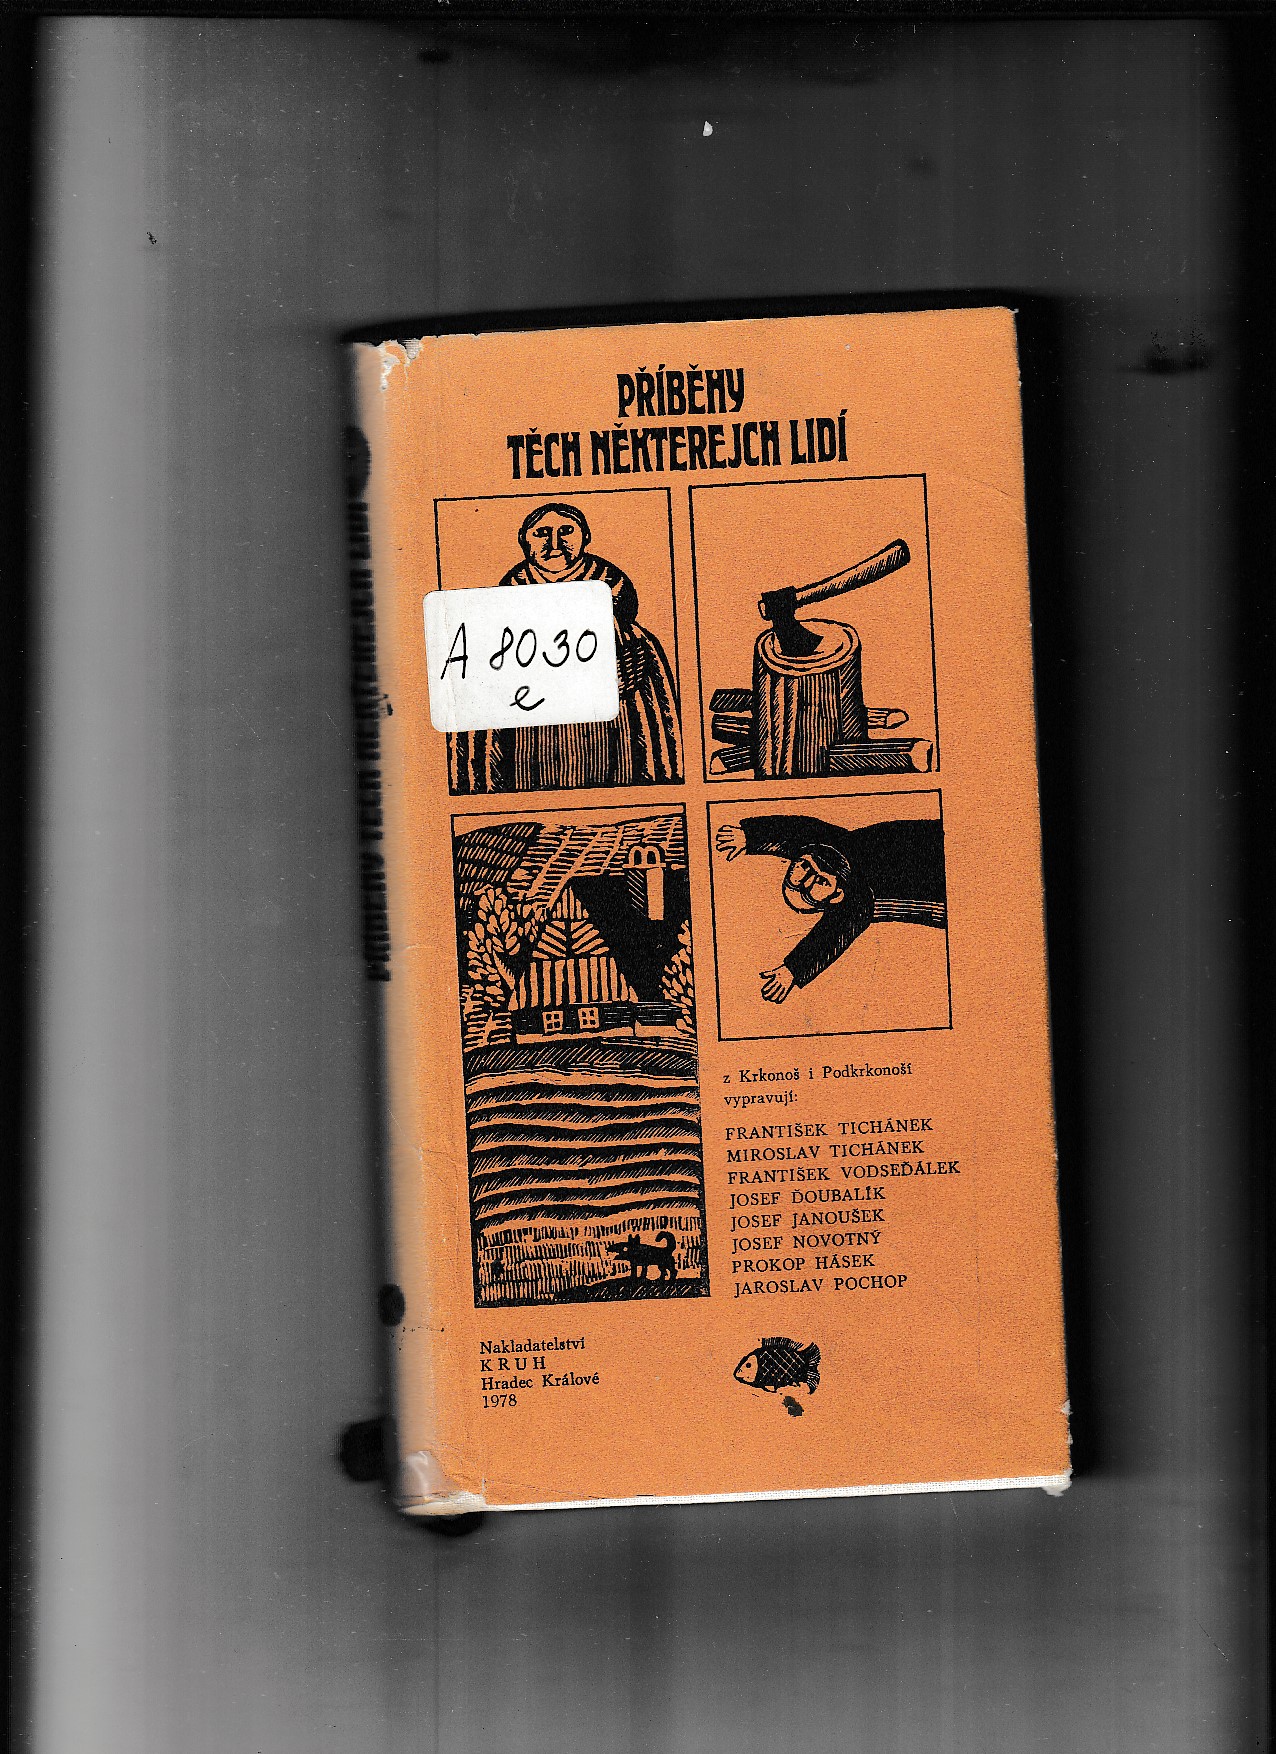 PŘÍBĚHY
TĚCH NĚKTEREJCH LIDÍ
A 8030
e
z Krkonoš i Podkrkonoší
vypravují:
FRANTIŠEK TICHÁNEK
MIROSLAV TICHÁNEK
FRANTIŠEK VODSEĎÁLEK
JOSEF ĎOUBALÍK
JOSEF JANOUŠEK
JOSEF NOVOTNÝ
PROKOP HÁSEK
JAROSLAV POCHOP
Nakladatelství
KRUH
Hradec Králové
1978